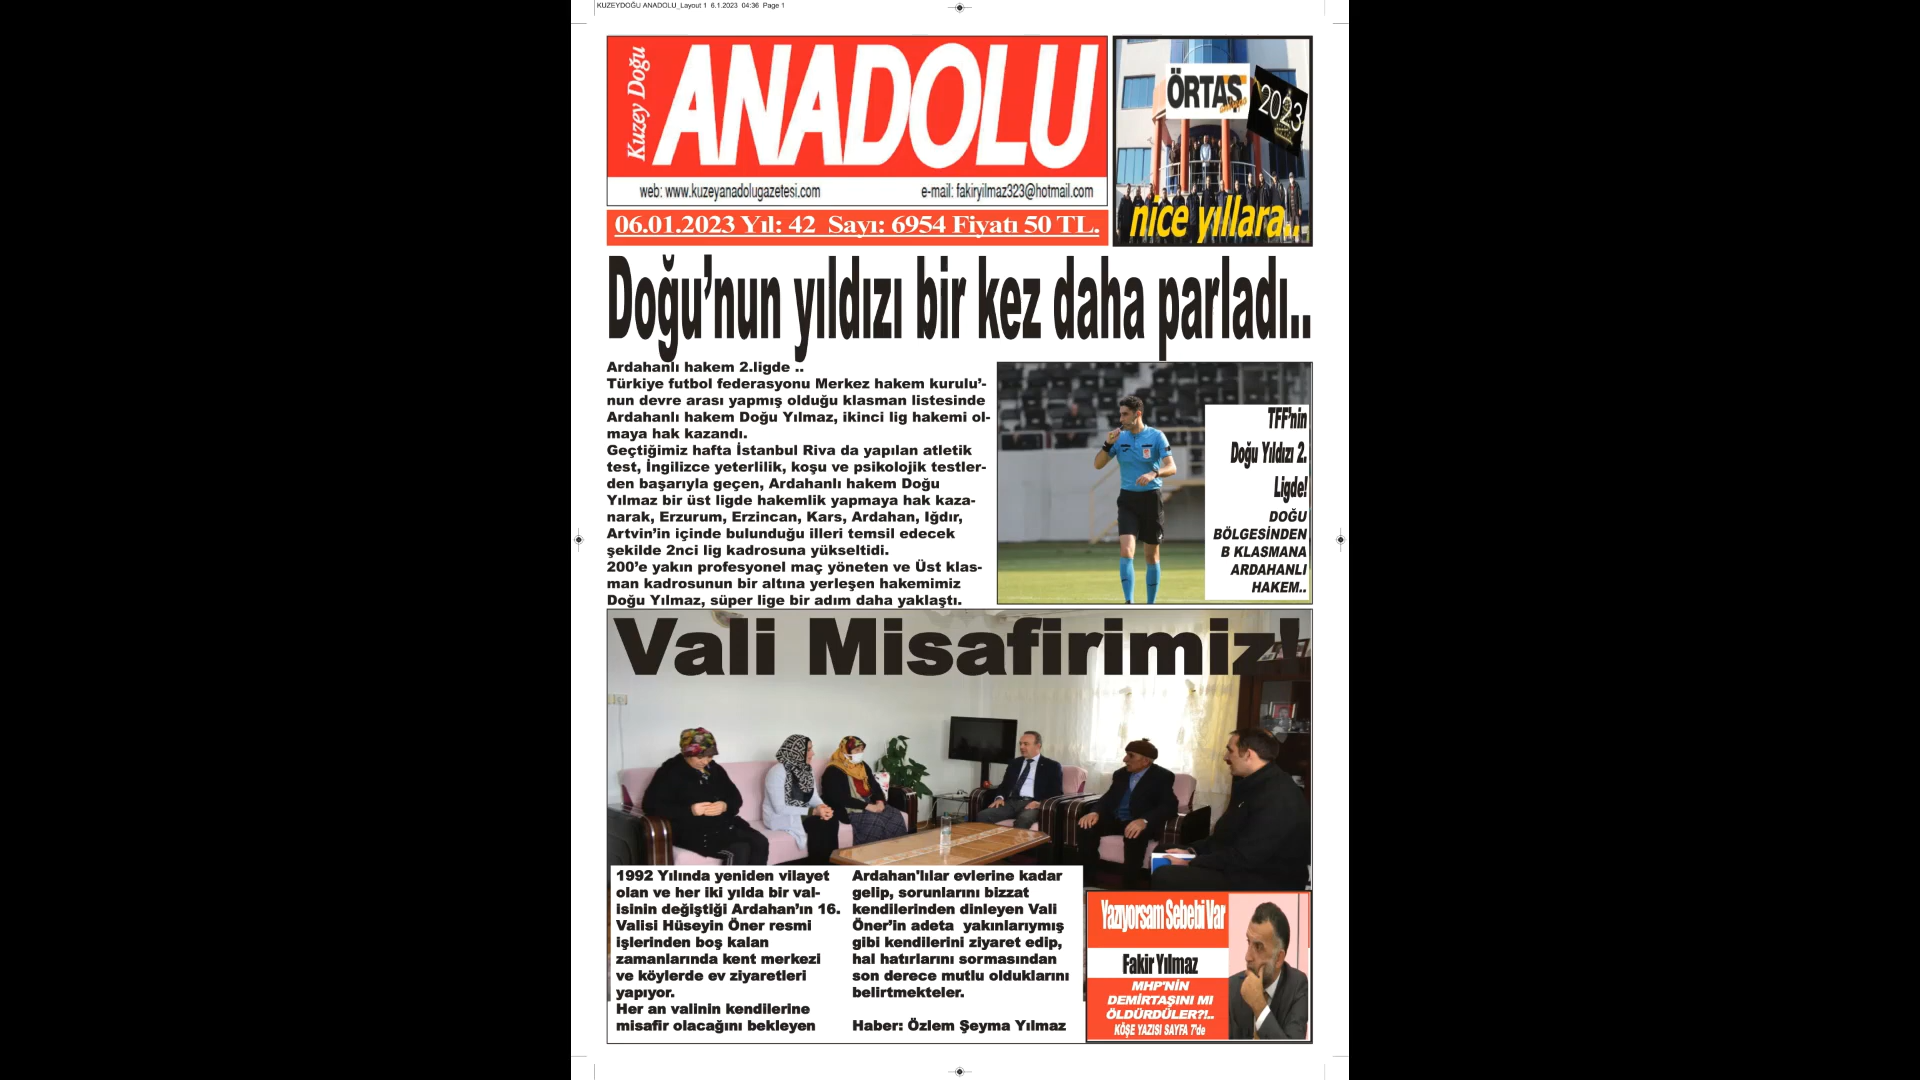 KUZEYDOĞU ANADOLU_Layout 1  6.1.2023  04:36  Page 1
Kuzey Doğu
ANADOLU
web: www.kuzeyanadolugazetesi.com
e-mail: fakiryilmaz323@hotmail.com
06.01.2023 Yıl: 42  Sayı: 6954 Fiyatı 50 TL.
ÖRTAŞ
2023
nice yıllara..
Doğu'nun yıldızı bir kez daha parladı..
Ardahanlı hakem 2.ligde ..
Türkiye futbol federasyonu Merkez hakem kurulu'-
nun devre arası yapmış olduğu klasman listesinde
Ardahanlı hakem Doğu Yılmaz, ikinci lig hakemi ol-
maya hak kazandı.
Geçtiğimiz hafta İstanbul Riva da yapılan atletik
test, İngilizce yeterlilik, koşu ve psikolojik testler-
den başarıyla geçen, Ardahanlı hakem Doğu
Yılmaz bir üst ligde hakemlik yapmaya hak kaza-
narak, Erzurum, Erzincan, Kars, Ardahan, Iğdır,
Artvin'in içinde bulunduğu illeri temsil edecek
şekilde 2nci lig kadrosuna yükseltidi.
200'e yakın profesyonel maç yöneten ve Üst klas-
man kadrosunun bir altına yerleşen hakemimiz
Doğu Yılmaz, süper lige bir adım daha yaklaştı.
TFF'nin
Doğu Yıldızı 2.
Ligde!
DOĞU
BÖLGESİNDEN
B KLASMANA
ARDAHANLI
HAKEM..
Vali Misafirimiz!
1992 Yılında yeniden vilayet
olan ve her iki yılda bir val-
isinin değiştiği Ardahan'ın 16.
Valisi Hüseyin Öner resmi
işlerinden boş kalan
zamanlarında kent merkezi
ve köylerde ev ziyaretleri
yapıyor.
Her an valinin kendilerine
misafir olacağını bekleyen
Ardahan'lılar evlerine kadar
gelip, sorunlarını bizzat
kendilerinden dinleyen Vali
Öner'in adeta  yakınlarıymış
gibi kendilerini ziyaret edip,
hal hatırlarını sormasından
son derece mutlu olduklarını
belirtmekteler.
Haber: Özlem Şeyma Yılmaz
Yazıyorsam Sebebi Var
Fakir Yılmaz
MHP'NİN
DEMİRTAŞINI MI
ÖLDÜRDÜLER?!..
KÖŞE YAZISI SAYFA 7'de